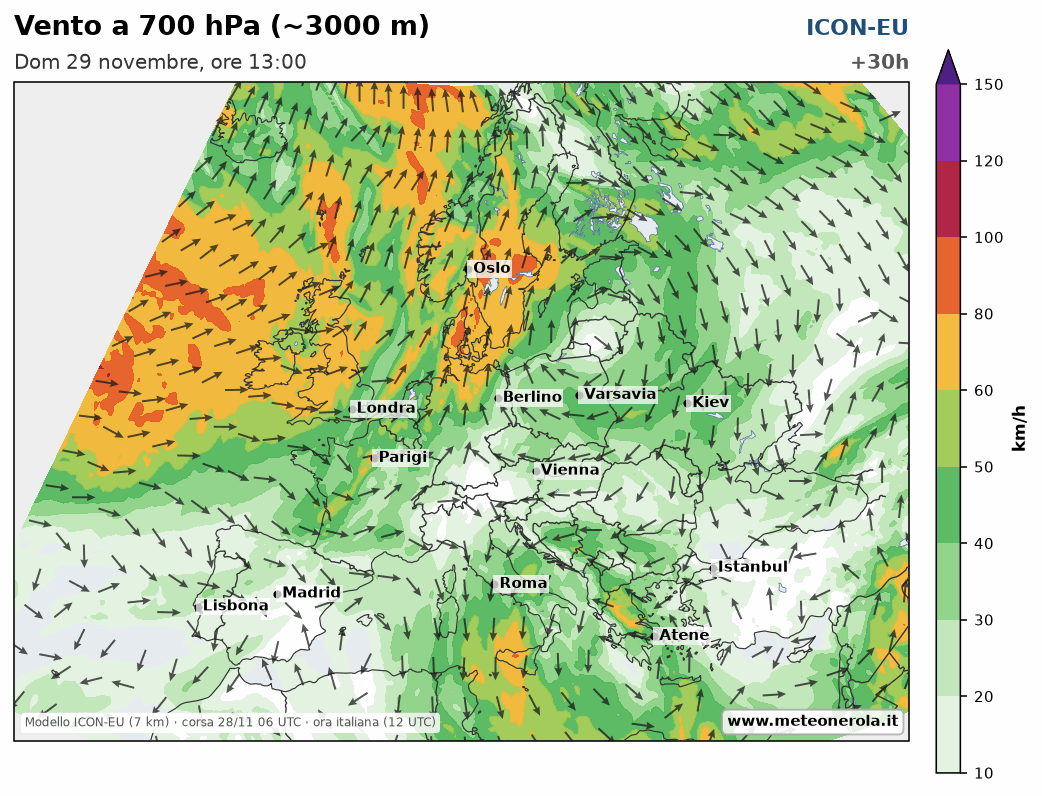 Vento a 700 hPa (~3000 m)
ICON-EU
Dom 29 novembre, ore 13:00
+30h
150
120
100
80
60
50
40
30
20
10
km/h
Oslo
Berlino
Varsavia
Kiev
Londra
Parigi
Vienna
Istanbul
Roma
Madrid
Lisbona
Atene
Modello ICON-EU (7 km) · corsa 28/11 06 UTC · ora italiana (12 UTC)
www.meteonerola.it